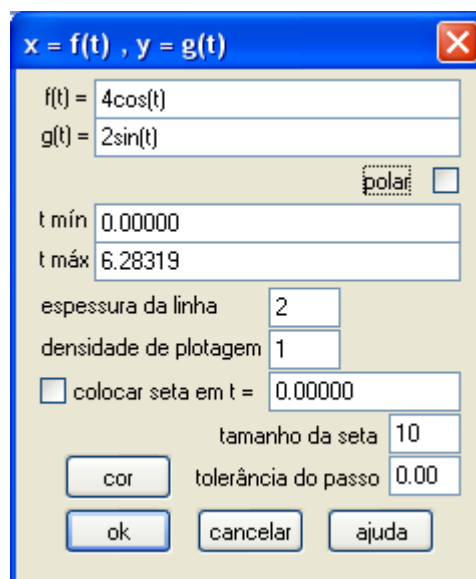 x = f(t) , y = g(t)
f(t) = 4cos(t)
g(t) = 2sin(t)
polar
t mín 0.00000
t máx 6.28319
espessura da linha 2
densidade de plotagem 1
colocar seta em t = 0.00000
tamanho da seta 10
cor tolerância do passo 0.00
ok cancelar ajuda